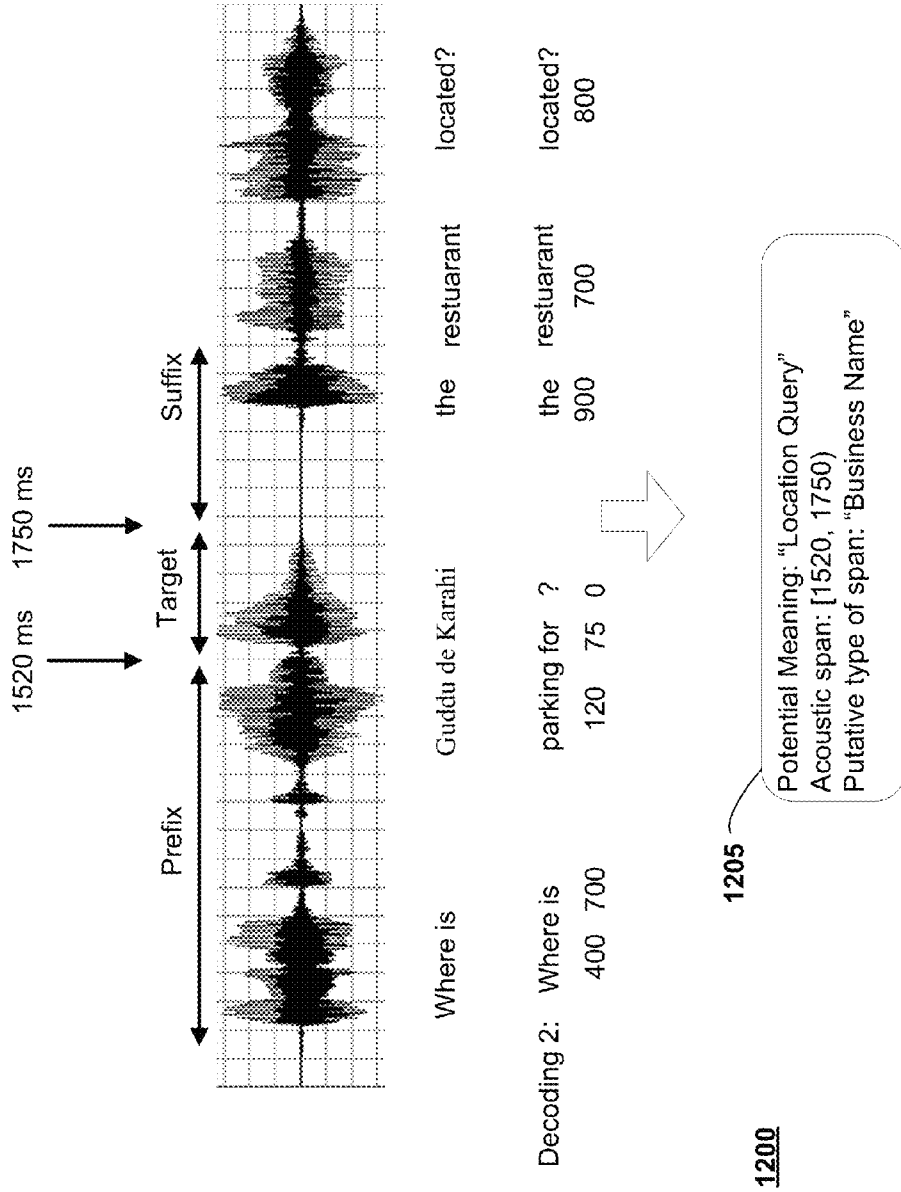 1520 ms 1750 ms
Prefix Target Suffix
Where is Guddu de Karahi the restuarant located?
Decoding 2: Where is parking for ? the restuarant located?
400 700 120 75 0 900 700 800
Potential Meaning: “Location Query”
Acoustic span: [1520, 1750)
Putative type of span: “Business Name”
1205
1200